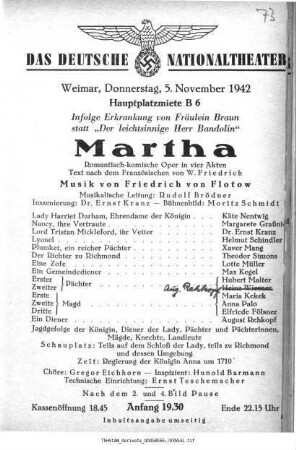 73
DAS DEUTSCHE NATIONALTHEATER
Weimar, Donnerstag, 5. November 1942
Hauptplatzmiete B 6
Infolge Erkrankung von Fräulein Braun
statt „Der leichtsinnige Herr Bandolin"
Martha
Romantisch-komische Oper in vier Akten
Text nach dem Französischen von W. Friedrich
Musik von Friedrich von Flotow
Musikalische Leitung: Rudolf Brödner
Inszenierung: Dr. Ernst Kranz — Bühnenbild: Moritz Schmidt
Lady Harriet Durham, Ehrendame der Königin Käte Nentwig
Nancy, ihre Vertraute Margarete
Lord Tristan Mickleford, ihr Vetter Dr. Ernst Kranz
Lyonel Helmut Schindler
Plumket, ein reicher Pächter Xaver Mang
Der Richter zu Richmond Theodor Simons
Eine Zofe Lotte Müller
Ein Gemeindediener Max Kegel
Erster } Pächter Hubert Malter
Zweiter Aug. Rehkopf Heinz
Erste Maria Kekek
Zweite } Magd Anna Palo
Dritte Elfriede Fölsner
Ein Diener August Rehkopf
Jagdgefolge der Königin, Diener der Lady, Pächter und Pächterinnen,
Mägde, Knechte, Landleute
Schauplatz: Teils auf dem Schloß der Lady, teils zu Richmond
und dessen Umgebung
Zeit: Regierung der Königin Anna um 1710
Chöre: Gregor Eichhorn — Inspizient: Hunold Barmann
Technische Einrichtung: Ernst Teschemacher
Nach dem 2. und 4. Bild Pause
Kassenöffnung 18.45 Anfang 19.30 Ende 22.15 Uhr
Inhaltsangabe umseitig